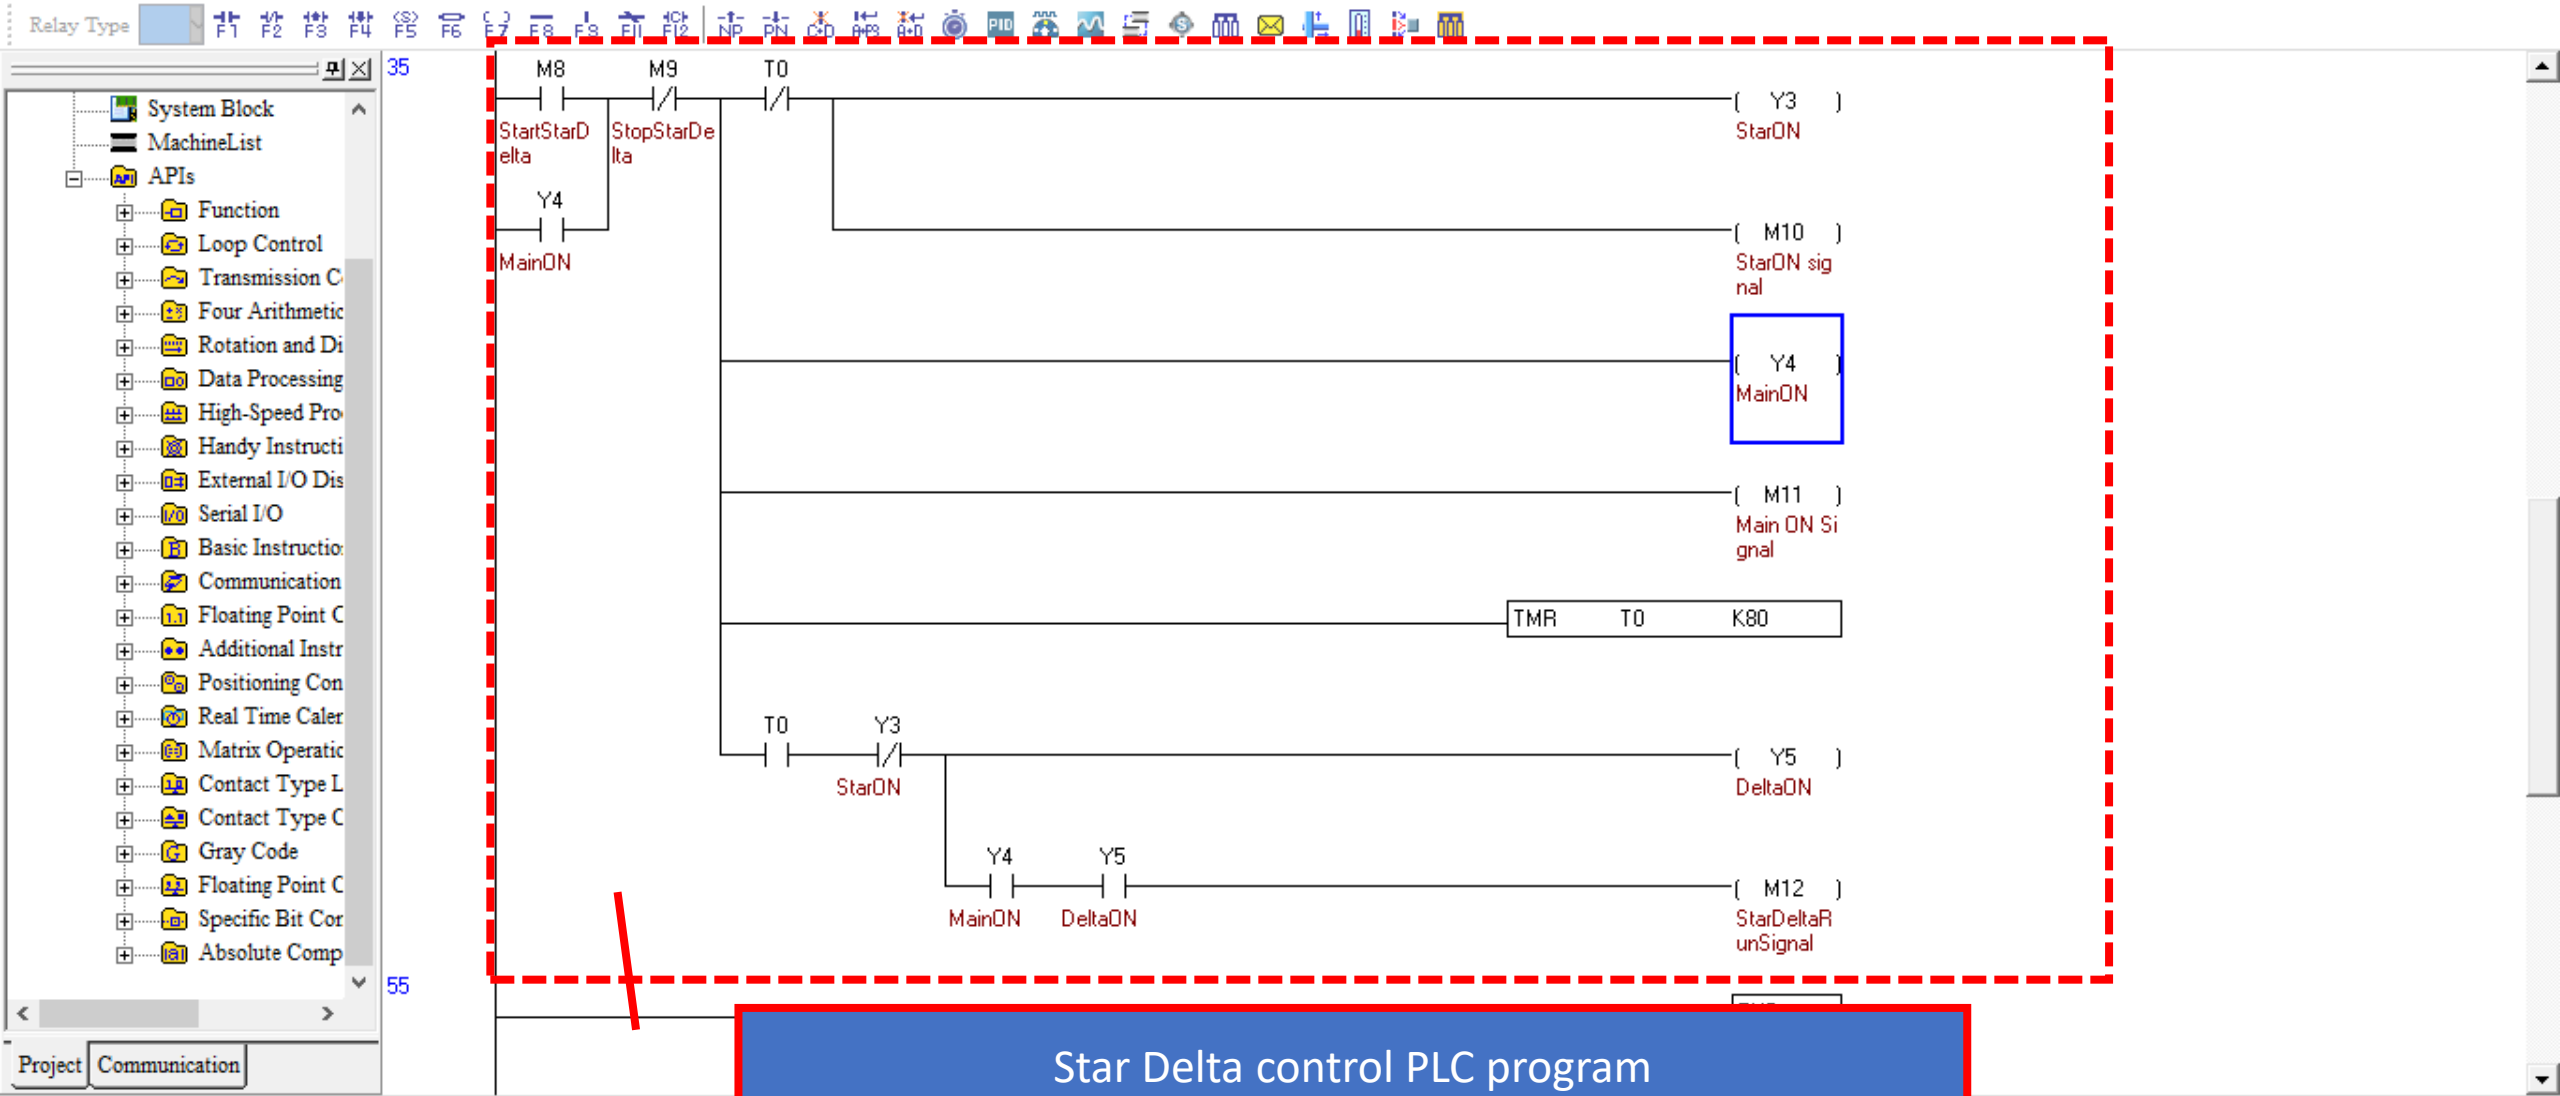 Relay Type
F1 F2 F3 F4 F5 F6 F7 F8 F9 F11 F12 NP PN C+D A+PS A+D PID
System Block
MachineList
APIs
Function
Loop Control
Transmission C
Four Arithmetic
Rotation and Di
Data Processing
High-Speed Pro
Handy Instructi
External I/O Dis
Serial I/O
Basic Instructio
Communication
Floating Point C
Additional Instr
Positioning Con
Real Time Caler
Matrix Operatic
Contact Type L
Contact Type C
Gray Code
Floating Point C
Specific Bit Cor
Absolute Comp
Project Communication
35
M8 M9 T0
Y3
StartStarD StopStarDe StarON
elta lta
Y4
M10
MainON StarON sig
nal
Y4
MainON
M11
Main ON Si
gnal
TMR T0 K80
T0 Y3
Y5
StarON DeltaON
Y4 Y5
M12
MainON DeltaON StarDeltaR
unSignal
55
Star Delta control PLC program